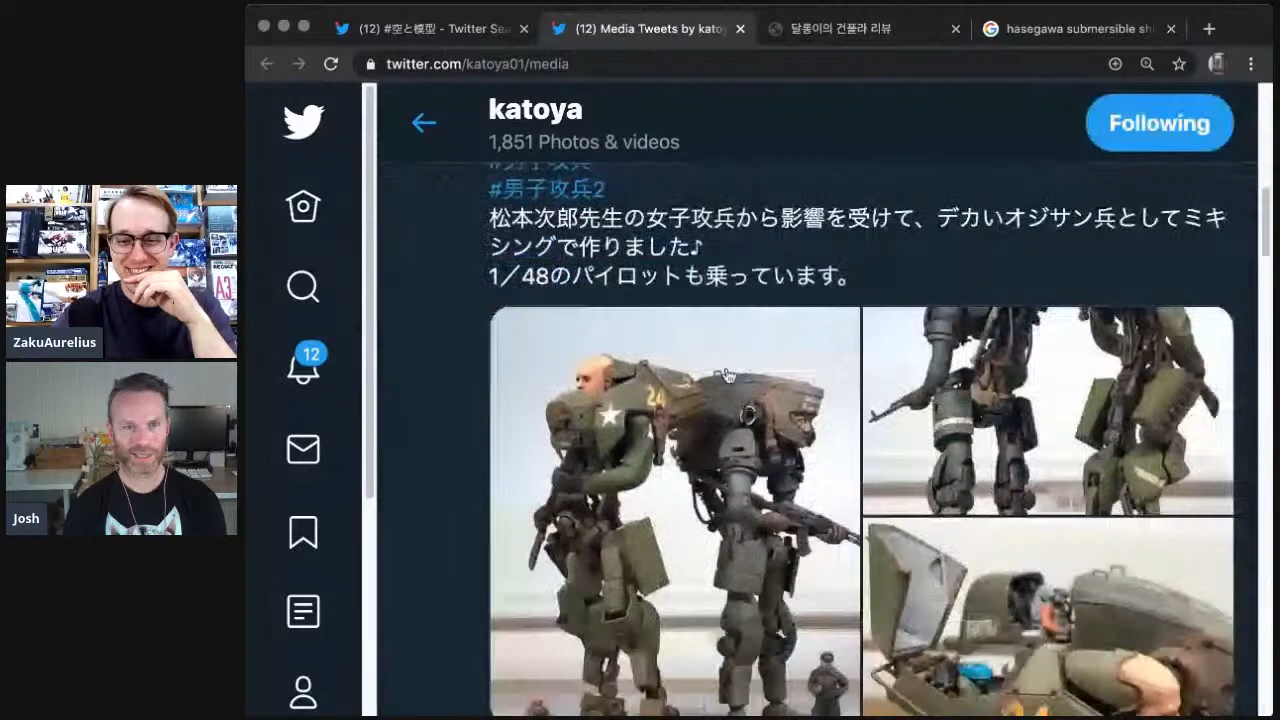 (12) #空と模型 - Twitter Sea
(12) Media Tweets by katoy
달롱이의 건플라 리뷰
hasegawa submersible sh
twitter.com/katoya01/media
katoya
1,851 Photos & videos
Following
#男子攻兵
#男子攻兵2
松本次郎先生の女子攻兵から影響を受けて、デカいオジサン兵としてミキ
シングで作りました♪
1／48のパイロットも乗っています。
12
24
A3
ZakuAurelius
Josh